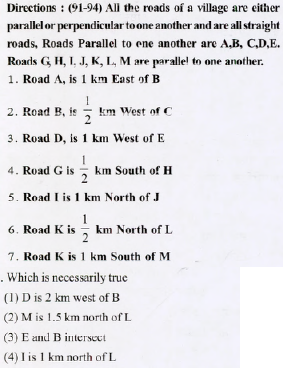 Directions : (91-94) All the roads of a village are either
parallel or perpendicular to one another and are all straight
roads, Roads Parallel to one another are A,B, C,D,E.
Roads G, H, I, J, K, L, M are parallel to one another.
1. Road A, is 1 km East of B
2. Road B, is 1/2 km West of C
3. Road D, is 1 km West of E
4. Road G is 1/2 km South of H
5. Road I is 1 km North of J
6. Road K is 1/2 km North of L
7. Road K is 1 km South of M
. Which is necessarily true
(1) D is 2 km west of B
(2) M is 1.5 km north of L
(3) E and B intersect
(4) I is 1 km north of L